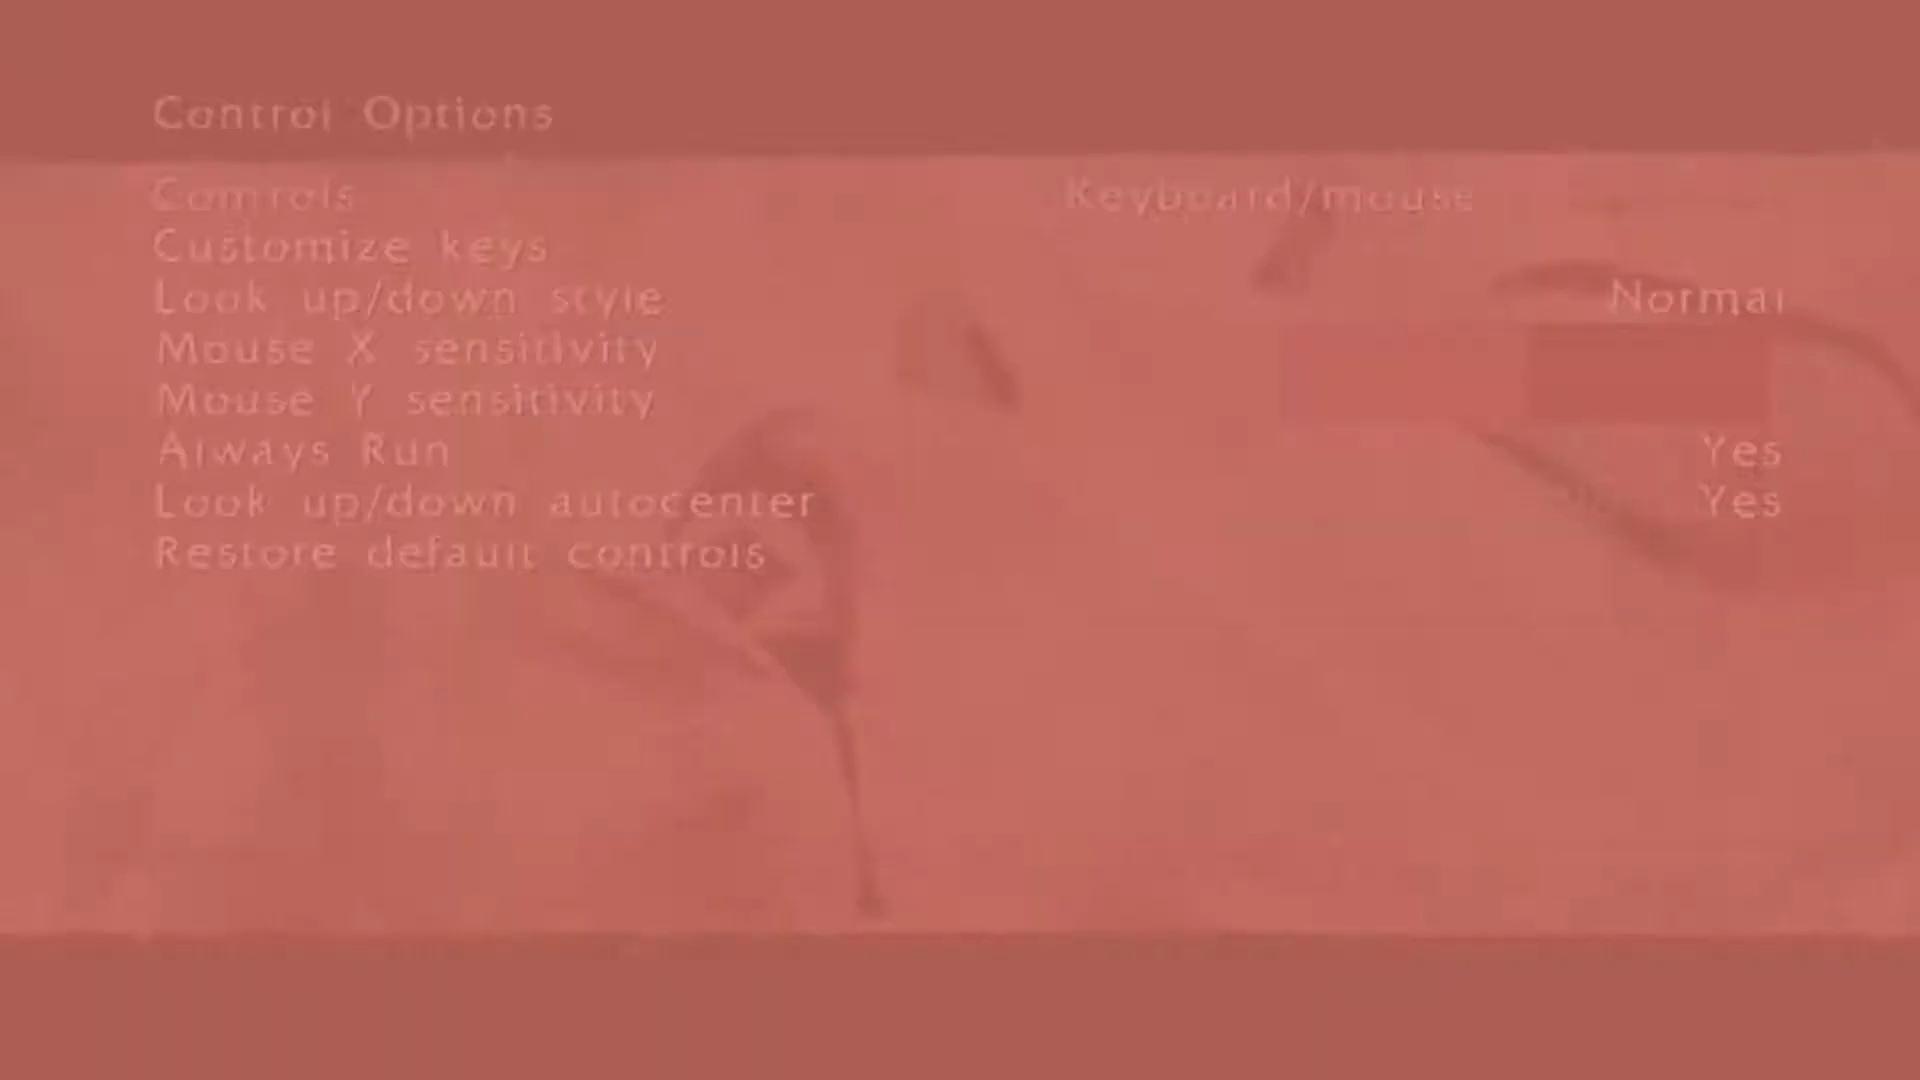 Control Options
Controls Keyboard/mouse
Customize keys
Look up/down style Normal
Mouse X sensitivity
Mouse Y sensitivity
Always Run Yes
Look up/down autocenter Yes
Restore default controls